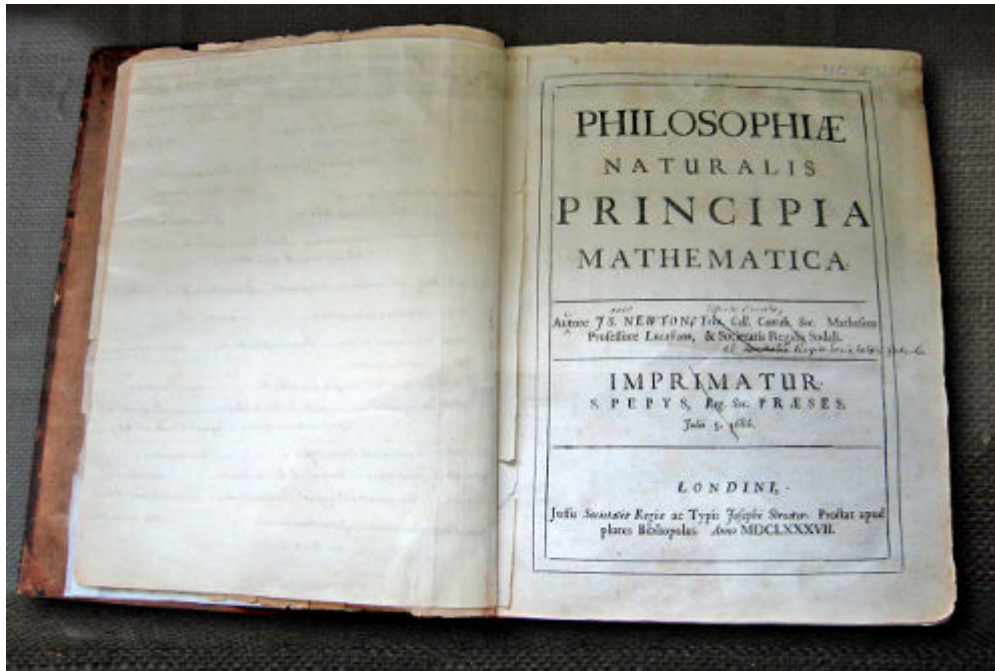 PHILOSOPHIÆ
NATURALIS
PRINCIPIA
MATHEMATICA.
Autore JS. NEWTON, Trin. Coll. Cantab. Soc. Matheseos
Professore Lucasiano, & Societatis Regalis Sodali.
IMPRIMATUR.
S. PEPYS, Reg. Soc. PRÆSES.
Julii 5. 1686.
LONDINI,
Jussu Societatis Regiæ ac Typis Josephi Streater. Prostat apud
plures Bibliopolas. Anno MDCLXXXVII.